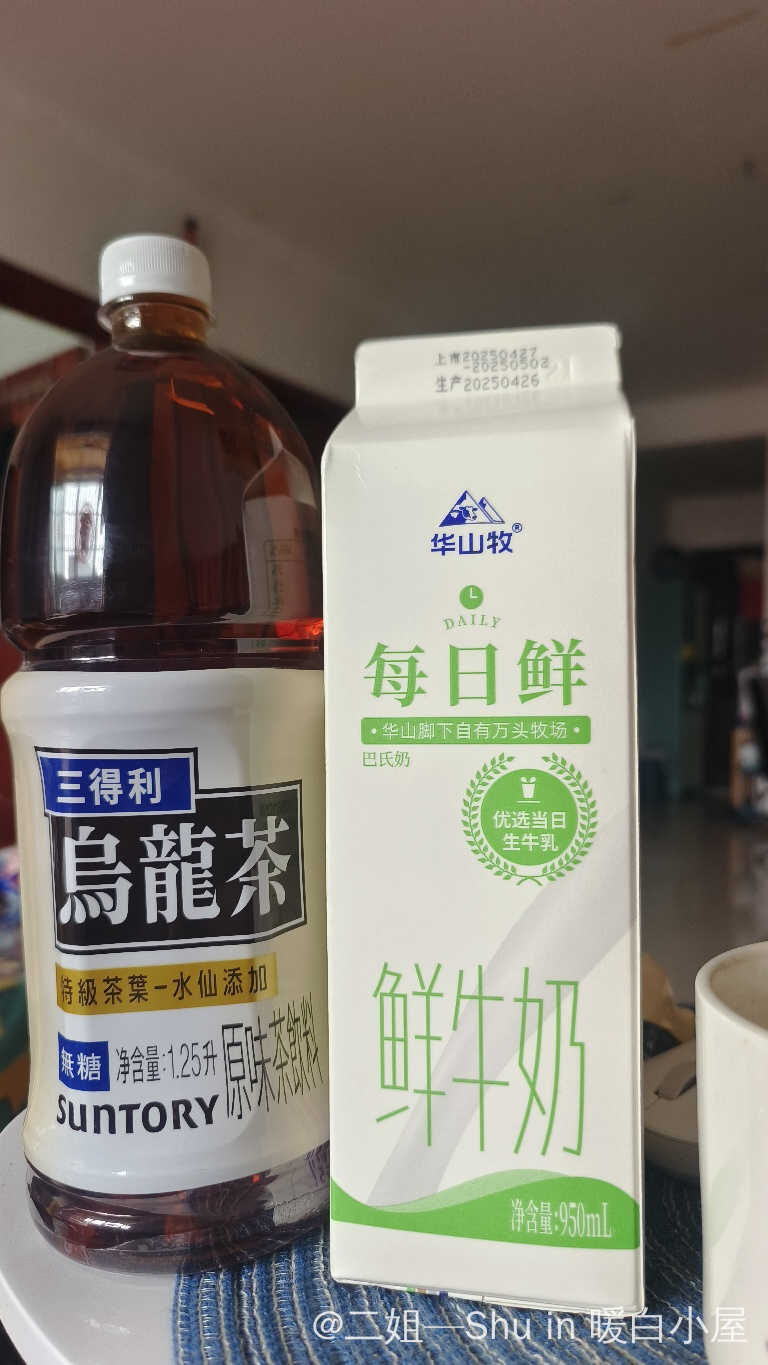 三得利
烏龍茶
特級茶葉-水仙添加
無糖
净含量:1.25升
原味茶飲料
SUNTORY
上市20250427
-20250502
生产20250426
华山牧®
DAILY
每日鲜
·华山脚下自有万头牧场·
巴氏奶
优选当日
生牛乳
鲜牛奶
净含量:950mL
@二姐—Shu in 暖白小屋